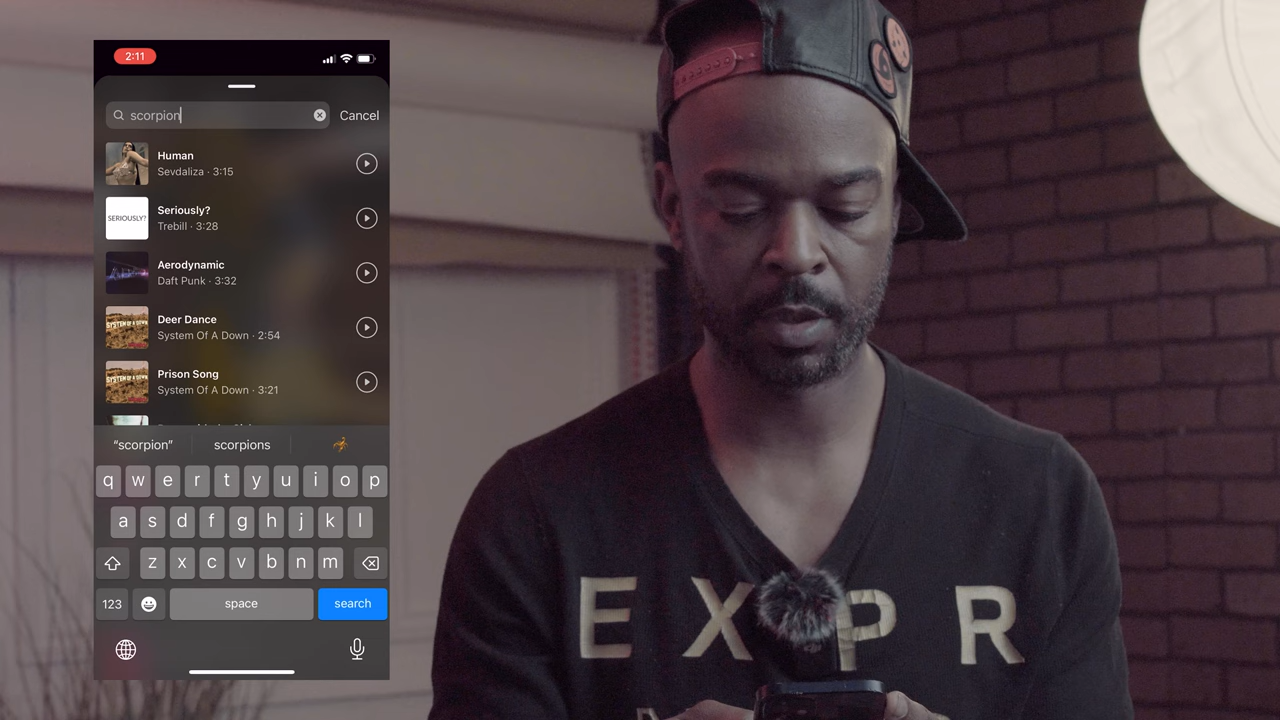 2:11
scorpion
Cancel
Human
Sevdaliza · 3:15
SERIOUSLY?
Seriously?
Trebill · 3:28
Aerodynamic
Daft Punk · 3:32
SYSTEM OF A DOWN
Deer Dance
System Of A Down · 2:54
SYSTEM OF A DOWN
Prison Song
System Of A Down · 3:21
“scorpion”
scorpions
q w e r t y u i o p
a s d f g h j k l
z x c v b n m
123
space
search
EXPR